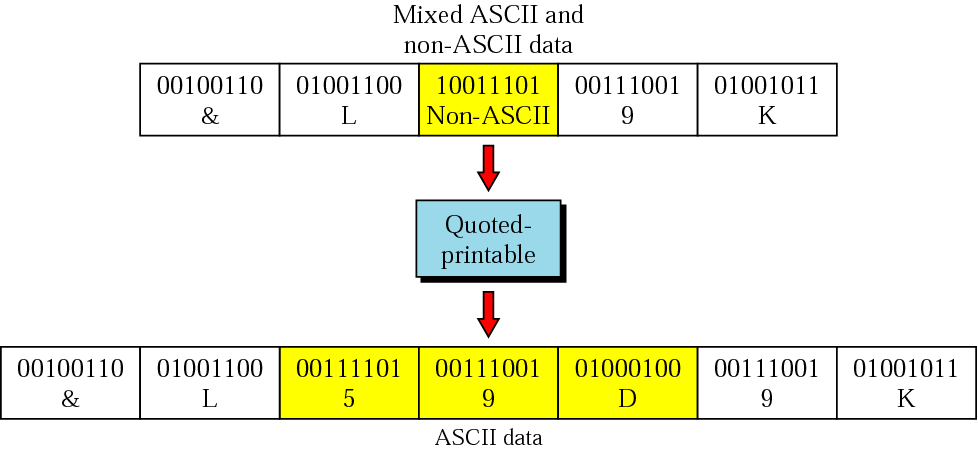 Mixed ASCII and
non-ASCII data
00100110 01001100 10011101 00111001 01001011
& L Non-ASCII 9 K
Quoted-
printable
00100110 01001100 00111101 00111001 01000100 00111001 01001011
& L 5 9 D 9 K
ASCII data